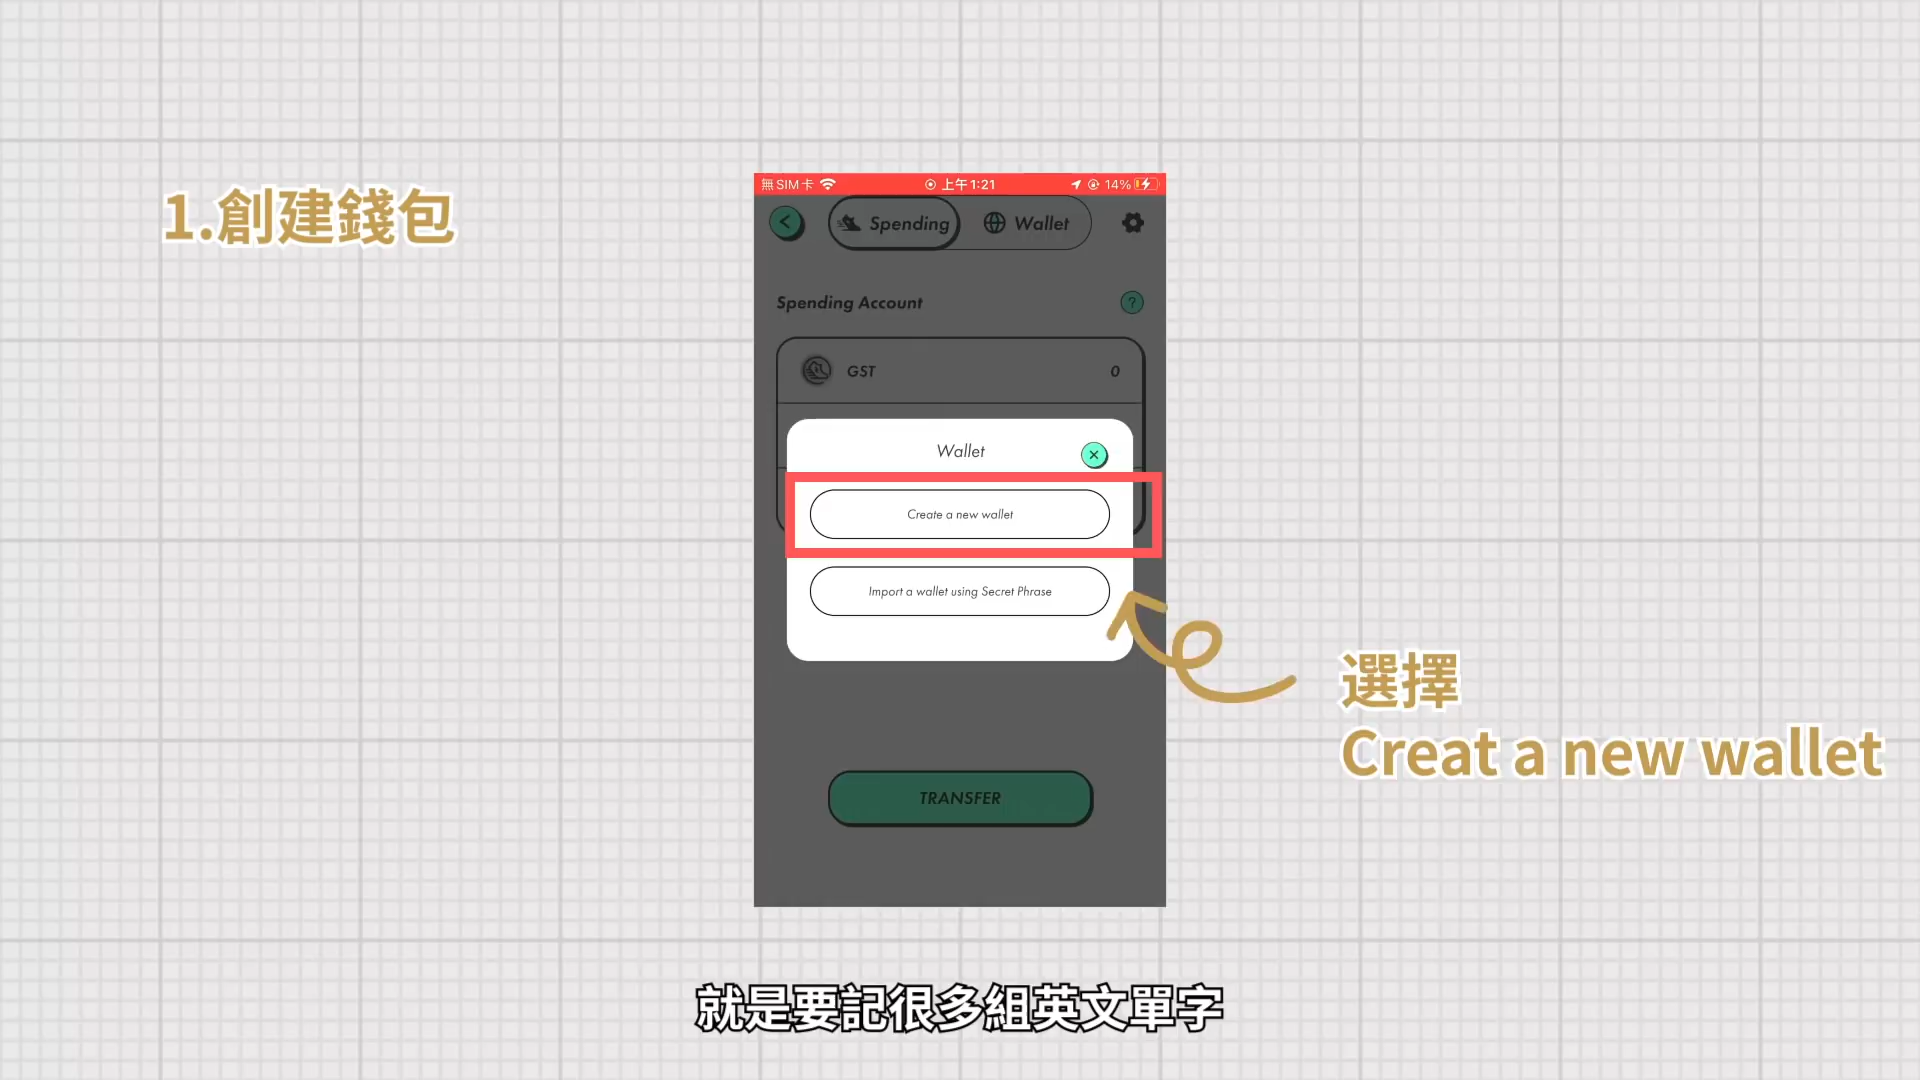 1.創建錢包
無SIM卡 上午1:21 14%
Spending Wallet
Spending Account ?
GST 0
Wallet
Create a new wallet
Import a wallet using Secret Phrase
選擇
Creat a new wallet
TRANSFER
就是要記很多組英文單字